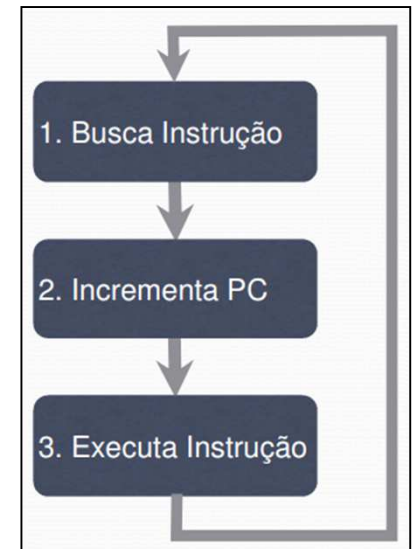 1. Busca Instrução
2. Incrementa PC
3. Executa Instrução